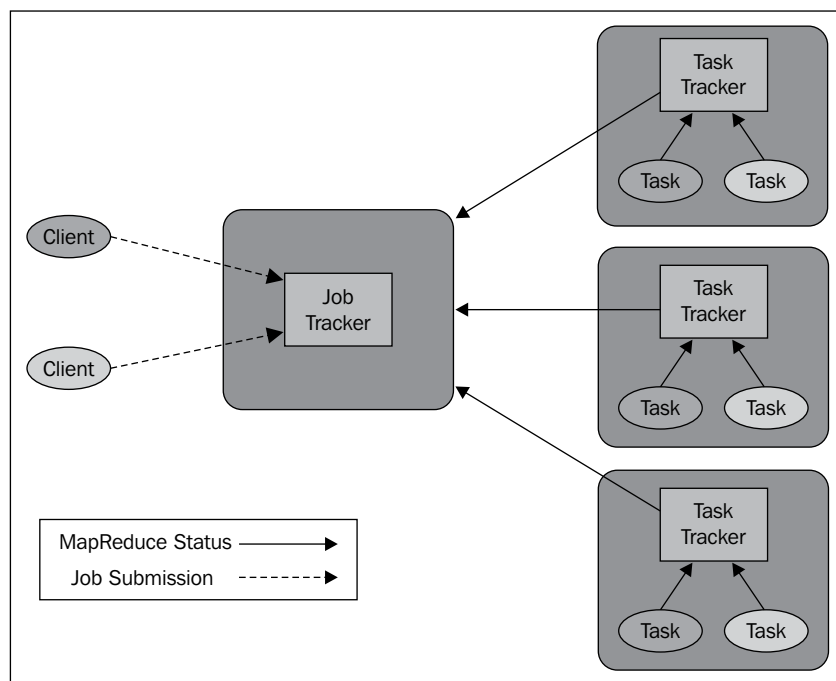 Client
Client
Job
Tracker
Task
Tracker
Task
Task
Task
Tracker
Task
Task
Task
Tracker
Task
Task
MapReduce Status
Job Submission